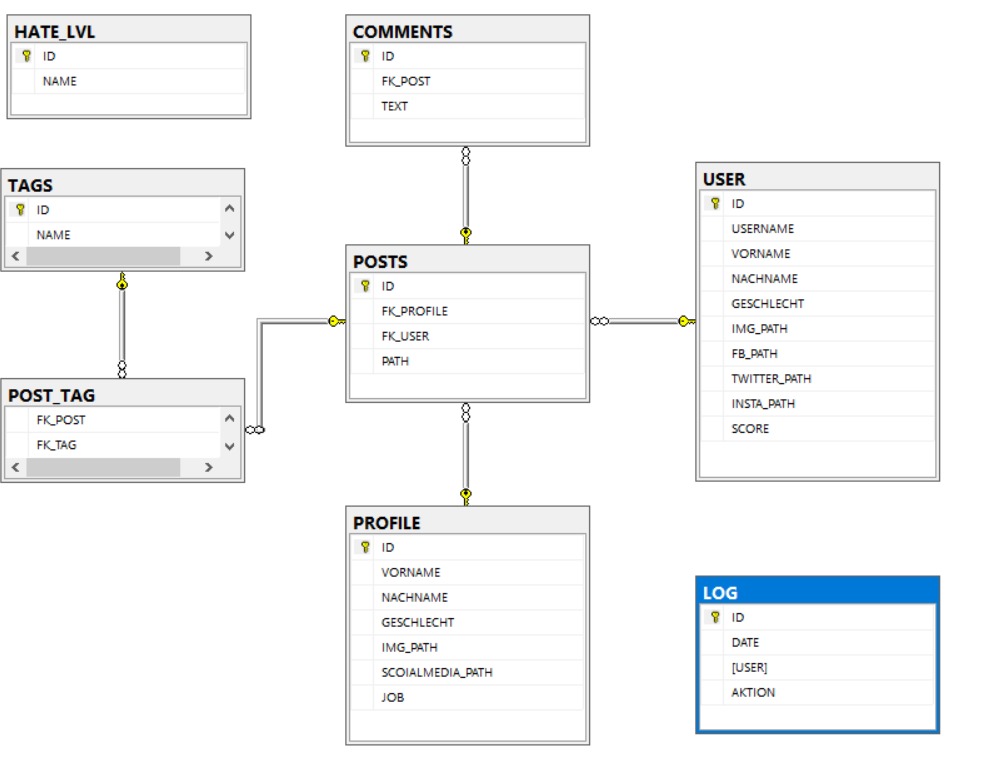 HATE_LVL
ID
NAME
COMMENTS
ID
FK_POST
TEXT
TAGS
ID
NAME
USER
ID
USERNAME
VORNAME
NACHNAME
GESCHLECHT
IMG_PATH
FB_PATH
TWITTER_PATH
INSTA_PATH
SCORE
POSTS
ID
FK_PROFILE
FK_USER
PATH
POST_TAG
FK_POST
FK_TAG
PROFILE
ID
VORNAME
NACHNAME
GESCHLECHT
IMG_PATH
SCOIALMEDIA_PATH
JOB
LOG
ID
DATE
[USER]
AKTION